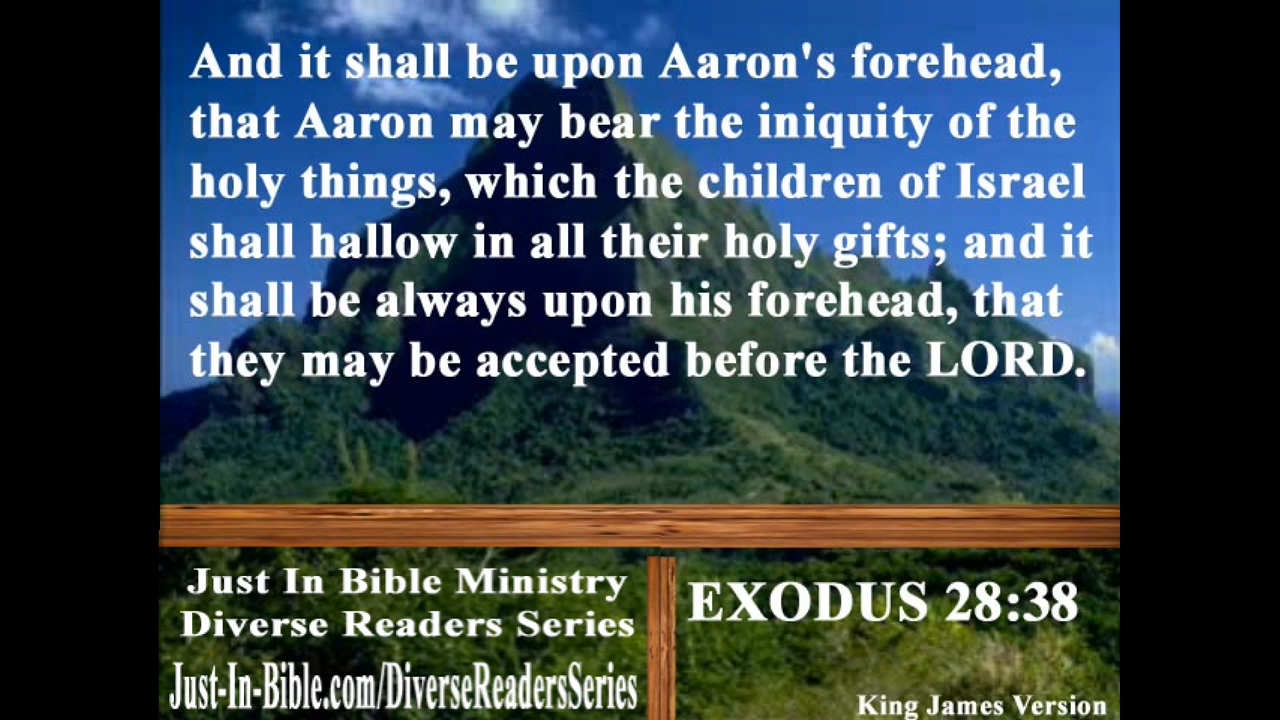 And it shall be upon Aaron's forehead,
that Aaron may bear the iniquity of the
holy things, which the children of Israel
shall hallow in all their holy gifts; and it
shall be always upon his forehead, that
they may be accepted before the LORD.
Just In Bible Ministry
Diverse Readers Series
Just-In-Bible.com/DiverseReadersSeries
EXODUS 28:38
King James Version